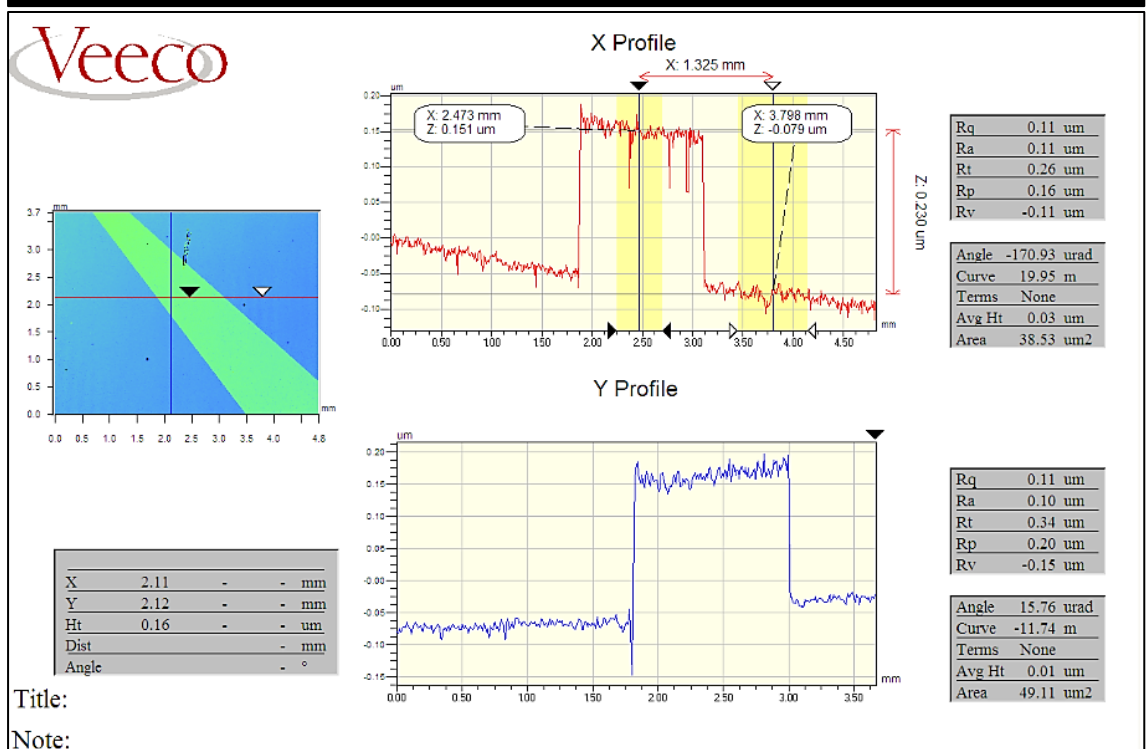 Veeco
X Profile
X: 1.325 mm
um
X: 2.473 mm
Z: 0.151 um
X: 3.798 mm
Z: -0.079 um
0.20
0.15
0.10
0.05
-0.00
-0.05
-0.10
Z: 0.230 um
mm
0.00 0.50 1.00 1.50 2.00 2.50 3.00 3.50 4.00 4.50
Rq 0.11 um
Ra 0.11 um
Rt 0.26 um
Rp 0.16 um
Rv -0.11 um
Angle -170.93 urad
Curve 19.95 m
Terms None
Avg Ht 0.03 um
Area 38.53 um2
mm
3.7
3.0
2.5
2.0
1.5
1.0
0.5
0.0
mm
0.0 0.5 1.0 1.5 2.0 2.5 3.0 3.5 4.0 4.8
Y Profile
um
0.20
0.15
0.10
0.05
-0.00
-0.05
-0.10
-0.15
mm
0.00 0.50 1.00 1.50 2.00 2.50 3.00 3.50
Rq 0.11 um
Ra 0.10 um
Rt 0.34 um
Rp 0.20 um
Rv -0.15 um
Angle 15.76 urad
Curve -11.74 m
Terms None
Avg Ht 0.01 um
Area 49.11 um2
X 2.11 - - mm
Y 2.12 - - mm
Ht 0.16 - - um
Dist - mm
Angle - °
Title:
Note: